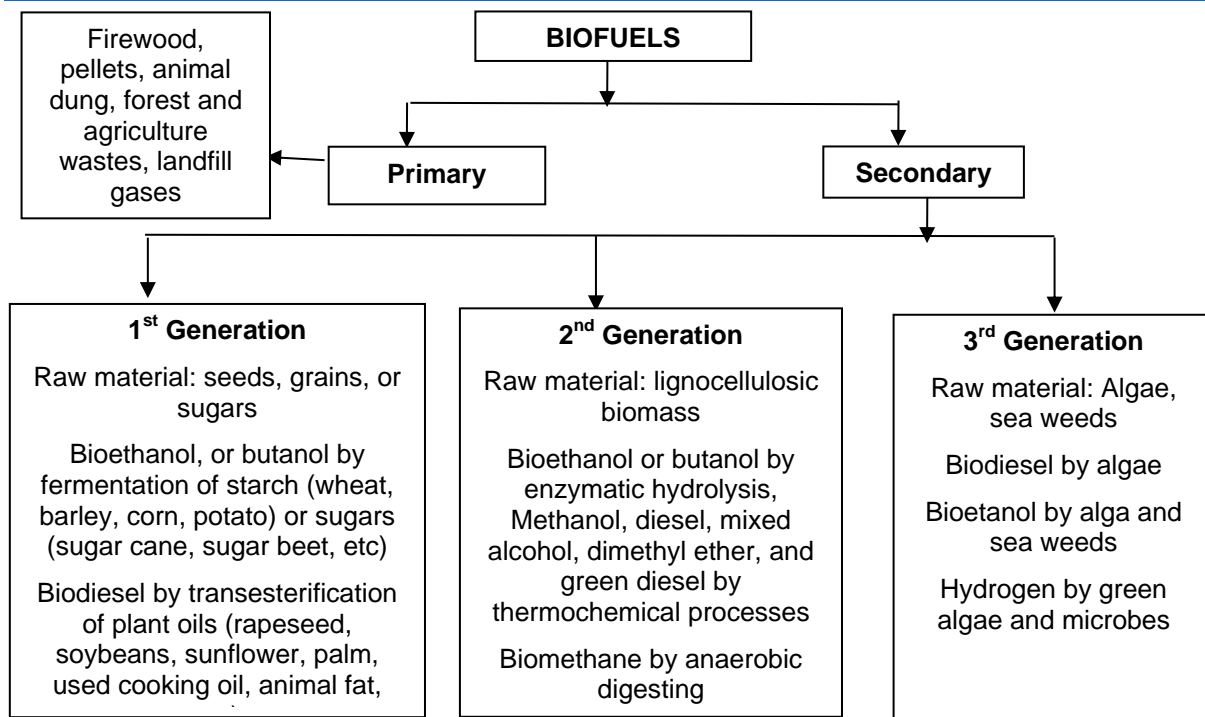 BIOFUELS
Firewood,
pellets, animal
dung, forest and
agriculture
wastes, landfill
gases
Primary
Secondary
1st Generation
Raw material: seeds, grains, or
sugars
Bioethanol, or butanol by
fermentation of starch (wheat,
barley, corn, potato) or sugars
(sugar cane, sugar beet, etc)
Biodiesel by transesterification
of plant oils (rapeseed,
soybeans, sunflower, palm,
used cooking oil, animal fat,
2nd Generation
Raw material: lignocellulosic
biomass
Bioethanol or butanol by
enzymatic hydrolysis,
Methanol, diesel, mixed
alcohol, dimethyl ether, and
green diesel by
thermochemical processes
Biomethane by anaerobic
digesting
3rd Generation
Raw material: Algae,
sea weeds
Biodiesel by algae
Bioetanol by alga and
sea weeds
Hydrogen by green
algae and microbes